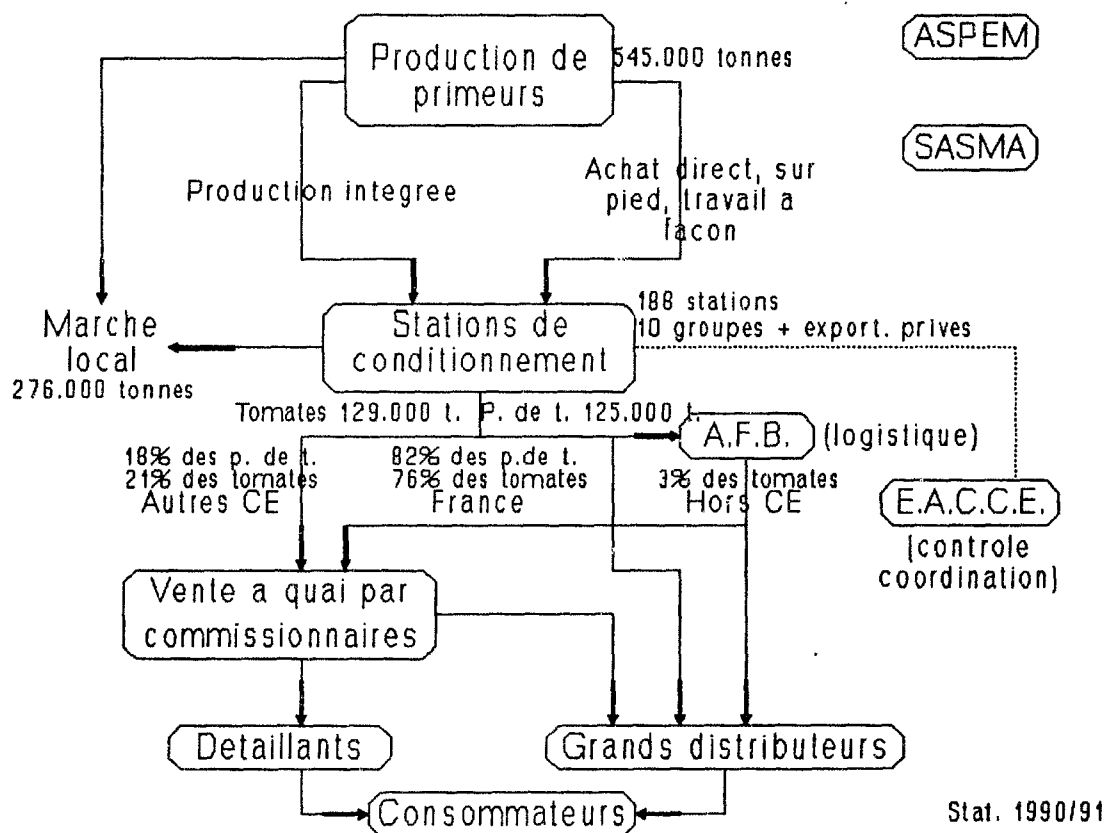 Production de
primeurs
545.000 tonnes
ASPEM
SASMA
Production integree
Achat direct, sur
pied, travail a
façon
Marche
local
276.000 tonnes
Stations de
conditionnement
188 stations
10 groupes + export. prives
Tomates 129.000 t. P. de t. 125.000 t.
A.F.B. (logistique)
18% des p. de t.
21% des tomates
Autres CE
82% des p.de t.
76% des tomates
France
3% des tomates
Hors CE
E.A.C.C.E.
(controle
coordination)
Vente a quai par
commissionnaires
Detaillants
Grands distributeurs
Consommateurs
Stat. 1990/91